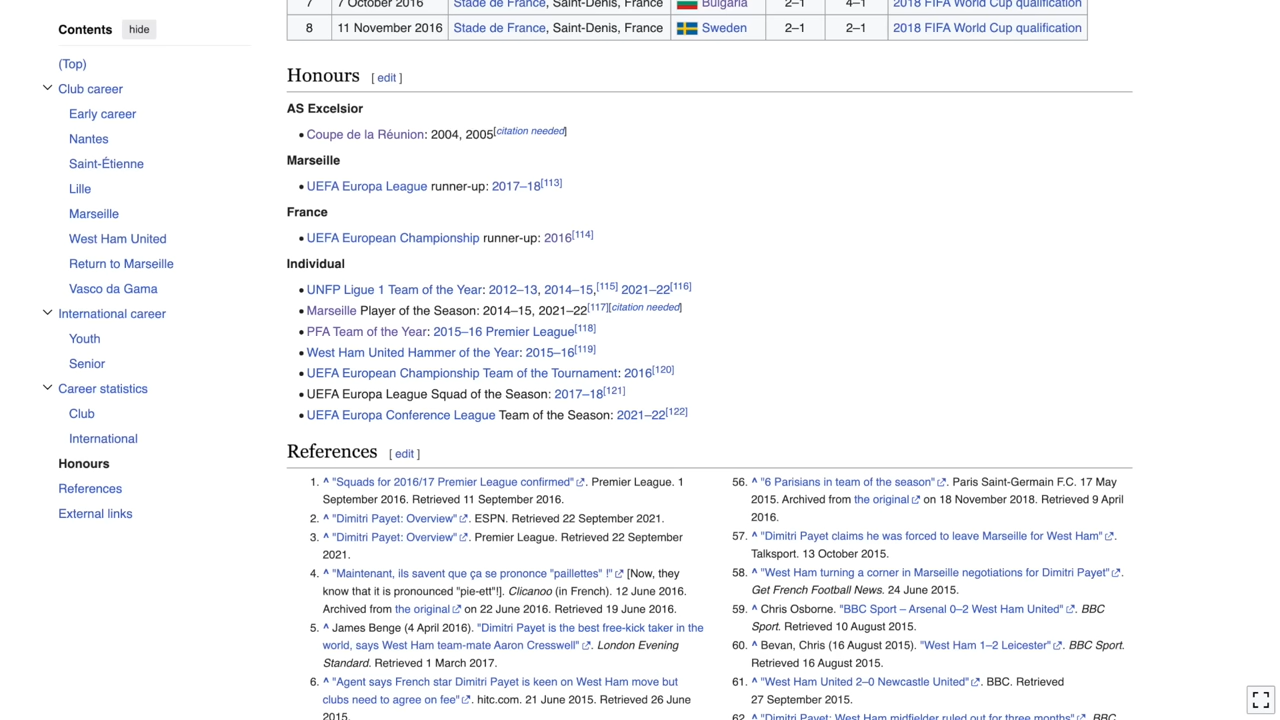 Contents hide
(Top)
Club career
Early career
Nantes
Saint-Étienne
Lille
Marseille
West Ham United
Return to Marseille
Vasco da Gama
International career
Youth
Senior
Career statistics
Club
International
Honours
References
External links
7 7 October 2016 Stade de France, Saint-Denis, France Bulgaria 2–1 4–1 2018 FIFA World Cup qualification
8 11 November 2016 Stade de France, Saint-Denis, France Sweden 2–1 2–1 2018 FIFA World Cup qualification
Honours [ edit ]
AS Excelsior
• Coupe de la Réunion: 2004, 2005[citation needed]
Marseille
• UEFA Europa League runner-up: 2017–18[113]
France
• UEFA European Championship runner-up: 2016[114]
Individual
• UNFP Ligue 1 Team of the Year: 2012–13, 2014–15,[115] 2021–22[116]
• Marseille Player of the Season: 2014–15, 2021–22[117][citation needed]
• PFA Team of the Year: 2015–16 Premier League[118]
• West Ham United Hammer of the Year: 2015–16[119]
• UEFA European Championship Team of the Tournament: 2016[120]
• UEFA Europa League Squad of the Season: 2017–18[121]
• UEFA Europa Conference League Team of the Season: 2021–22[122]
References [ edit ]
1. ^ "Squads for 2016/17 Premier League confirmed". Premier League. 1
September 2016. Retrieved 11 September 2016.
2. ^ "Dimitri Payet: Overview". ESPN. Retrieved 22 September 2021.
3. ^ "Dimitri Payet: Overview". Premier League. Retrieved 22 September
2021.
4. ^ "Maintenant, ils savent que ça se prononce "paillettes" !" [Now, they
know that it is pronounced "pie-ett"!]. Clicanoo (in French). 12 June 2016.
Archived from the original on 22 June 2016. Retrieved 19 June 2016.
5. ^ James Benge (4 April 2016). "Dimitri Payet is the best free-kick taker in the
world, says West Ham team-mate Aaron Cresswell". London Evening
Standard. Retrieved 1 March 2017.
6. ^ "Agent says French star Dimitri Payet is keen on West Ham move but
clubs need to agree on fee". hitc.com. 21 June 2015. Retrieved 26 June
2015.
56. ^ "6 Parisians in team of the season". Paris Saint-Germain F.C. 17 May
2015. Archived from the original on 18 November 2018. Retrieved 9 April
2016.
57. ^ "Dimitri Payet claims he was forced to leave Marseille for West Ham".
Talksport. 13 October 2015.
58. ^ "West Ham turning a corner in Marseille negotiations for Dimitri Payet".
Get French Football News. 24 June 2015.
59. ^ Chris Osborne. "BBC Sport – Arsenal 0–2 West Ham United". BBC
Sport. Retrieved 10 August 2015.
60. ^ Bevan, Chris (16 August 2015). "West Ham 1–2 Leicester". BBC Sport.
Retrieved 16 August 2015.
61. ^ "West Ham United 2–0 Newcastle United". BBC. Retrieved
27 September 2015.
62. ^ "Dimitri Payet: West Ham midfielder ruled out for three months". BBC